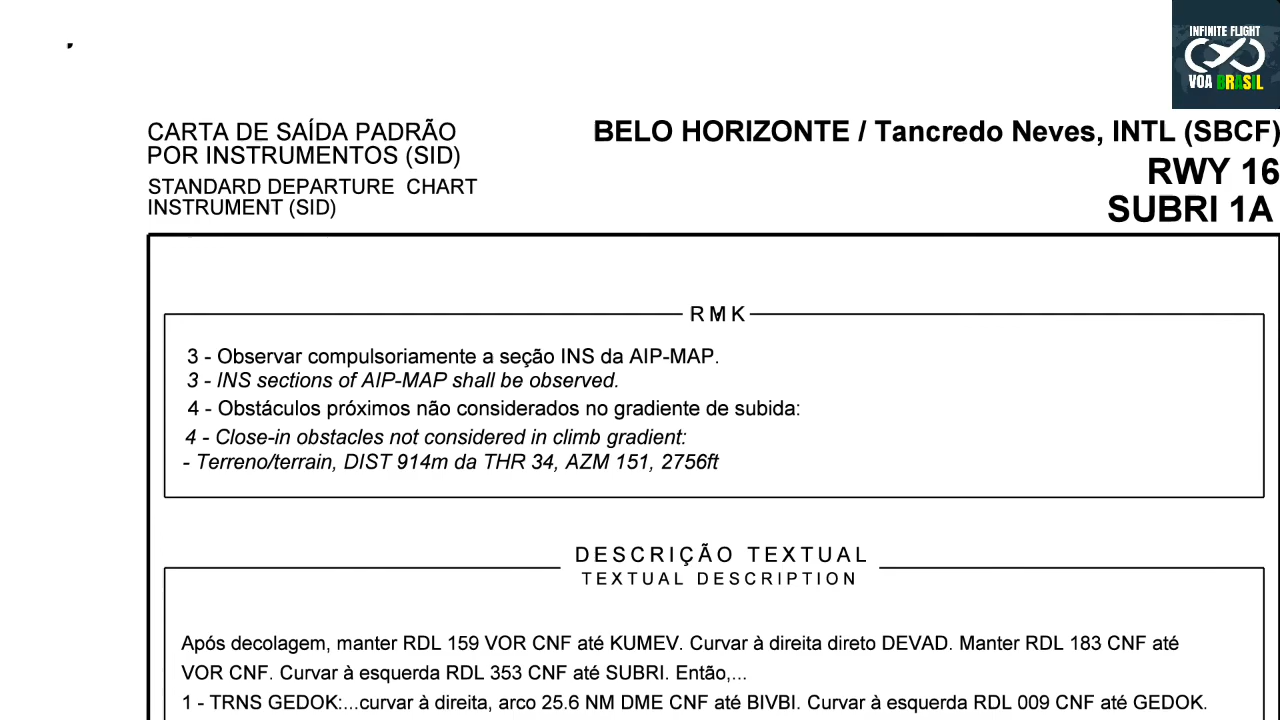 INFINITE FLIGHT
VOA BRASIL
CARTA DE SAÍDA PADRÃO
POR INSTRUMENTOS (SID)
STANDARD DEPARTURE CHART
INSTRUMENT (SID)
BELO HORIZONTE / Tancredo Neves, INTL (SBCF)
RWY 16
SUBRI 1A
RMK
3 - Observar compulsoriamente a seção INS da AIP-MAP.
3 - INS sections of AIP-MAP shall be observed.
4 - Obstáculos próximos não considerados no gradiente de subida:
4 - Close-in obstacles not considered in climb gradient:
- Terreno/terrain, DIST 914m da THR 34, AZM 151, 2756ft
DESCRIÇÃO TEXTUAL
TEXTUAL DESCRIPTION
Após decolagem, manter RDL 159 VOR CNF até KUMEV. Curvar à direita direto DEVAD. Manter RDL 183 CNF até
VOR CNF. Curvar à esquerda RDL 353 CNF até SUBRI. Então,...
1 - TRNS GEDOK:...curvar à direita, arco 25.6 NM DME CNF até BIVBI. Curvar à esquerda RDL 009 CNF até GEDOK.